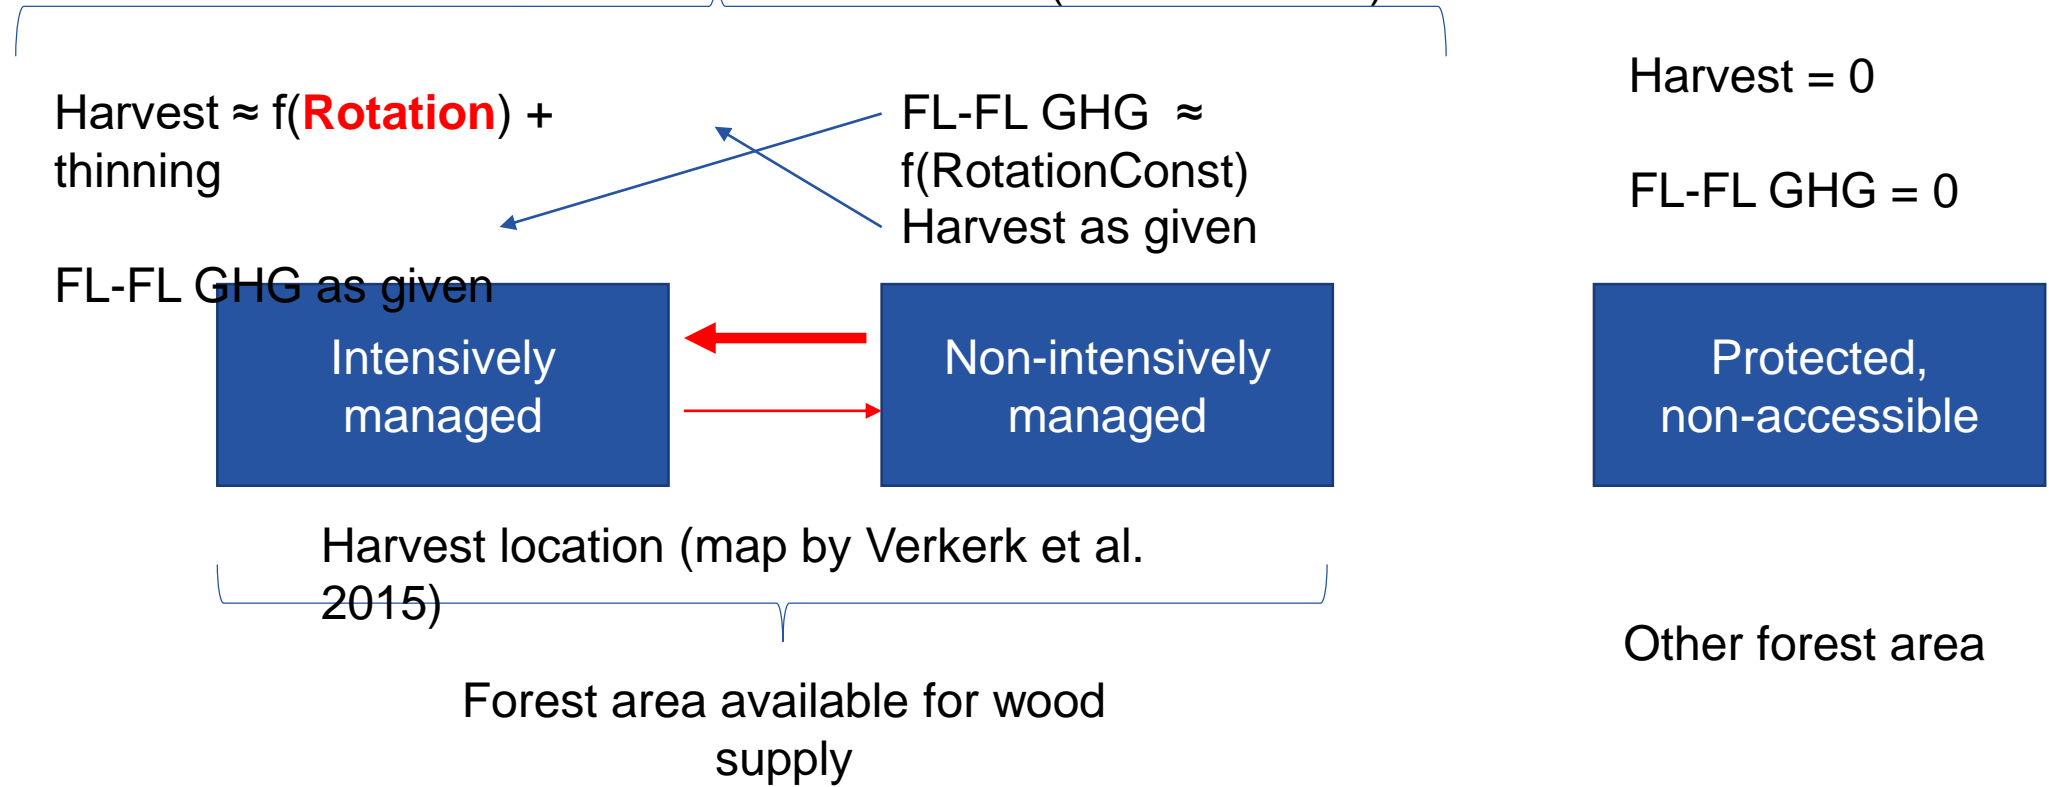 Harvest ≈ f(Rotation) +
thinning
FL-FL GHG as given
FL-FL GHG ≈
f(RotationConst)
Harvest as given
Harvest = 0
FL-FL GHG = 0
Intensively
managed
Non-intensively
managed
Protected,
non-accessible
Harvest location (map by Verkerk et al.
2015)
Forest area available for wood
supply
Other forest area